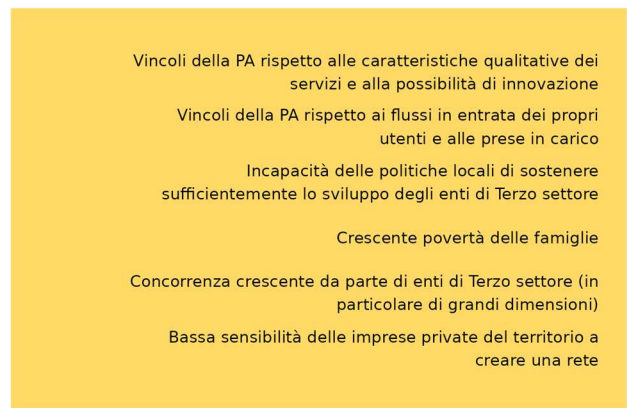 Vincoli della PA rispetto alle caratteristiche qualitative dei
servizi e alla possibilità di innovazione
Vincoli della PA rispetto ai flussi in entrata dei propri
utenti e alle prese in carico
Incapacità delle politiche locali di sostenere
sufficientemente lo sviluppo degli enti di Terzo settore
Crescente povertà delle famiglie
Concorrenza crescente da parte di enti di Terzo settore (in
particolare di grandi dimensioni)
Bassa sensibilità delle imprese private del territorio a
creare una rete